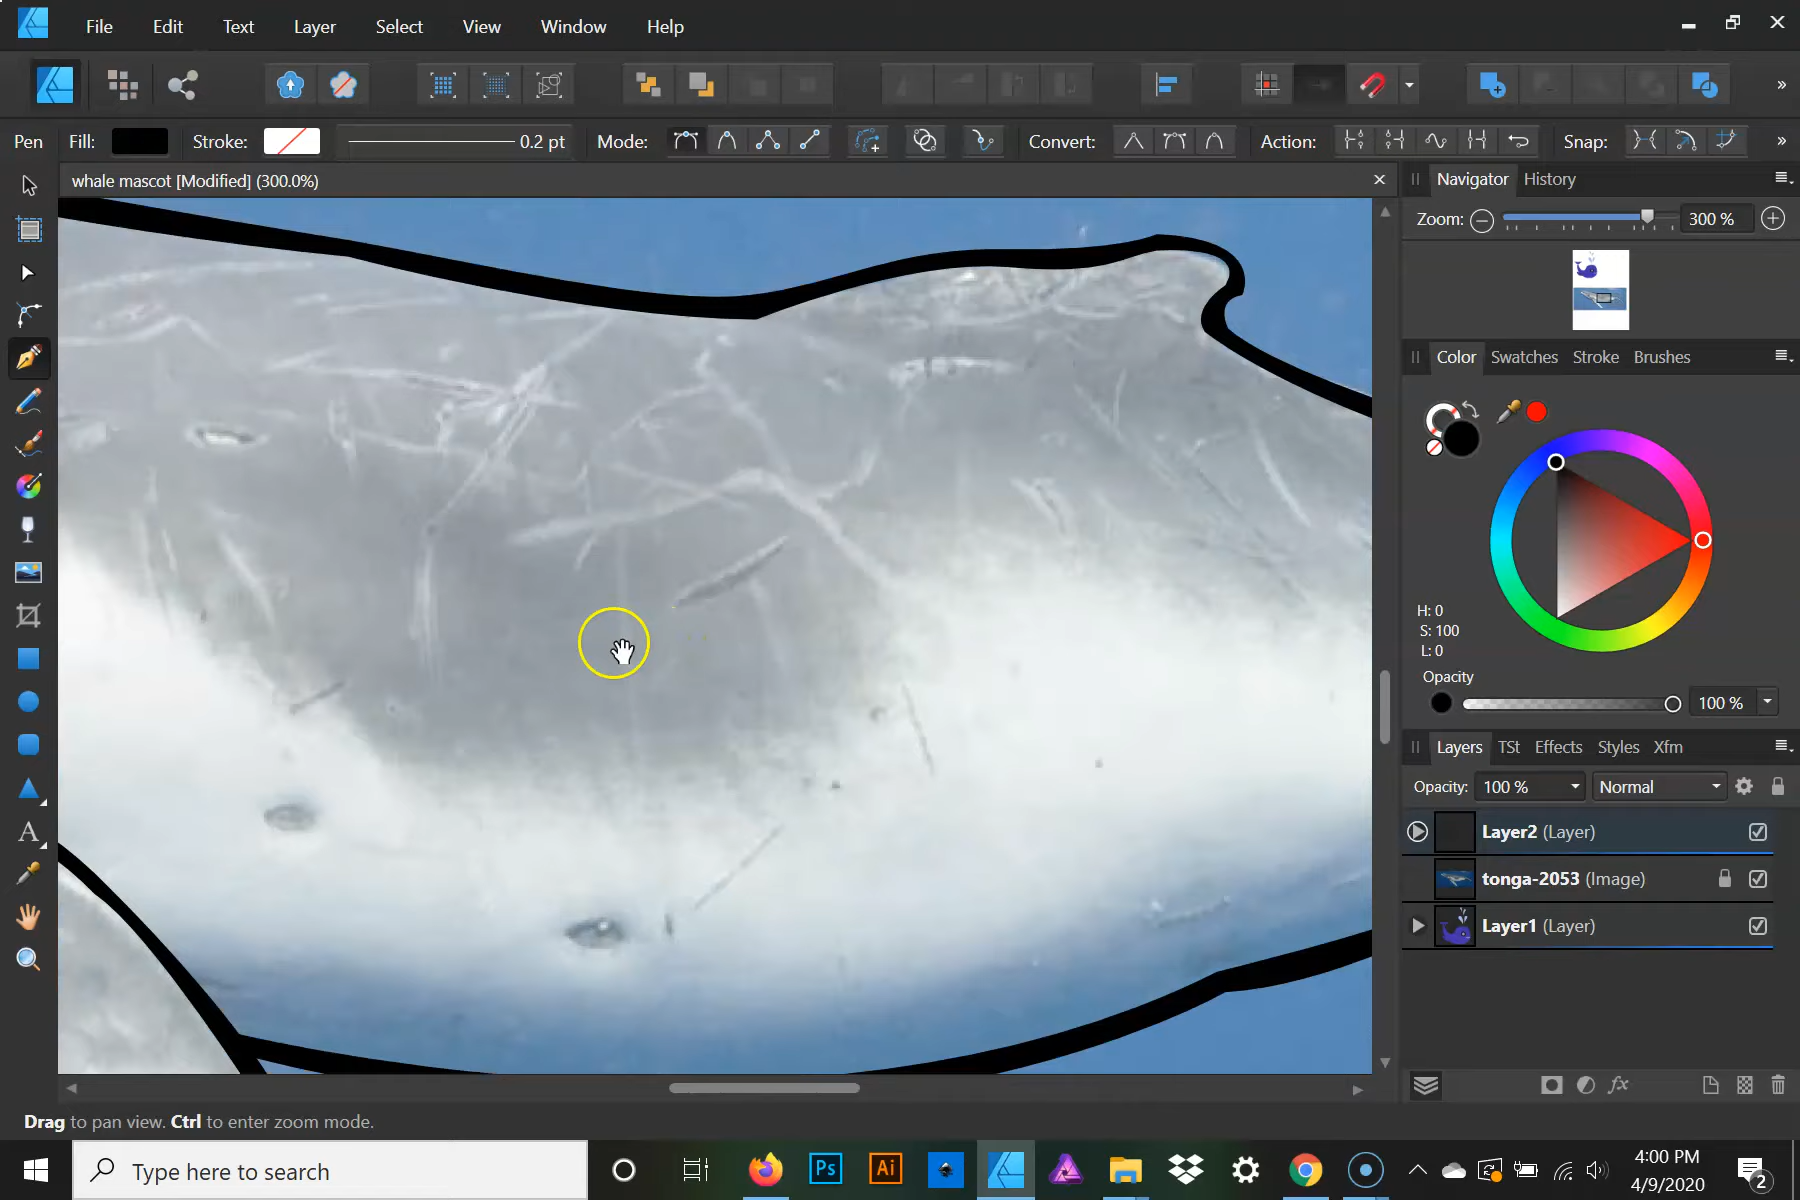 File Edit Text Layer Select View Window Help
Pen Fill: Stroke: 0.2 pt Mode: Convert: Action: Snap:
whale mascot [Modified] (300.0%)
Navigator History
Zoom: 300 %
Color Swatches Stroke Brushes
H: 0
S: 100
L: 0
Opacity
100 %
Layers TSt Effects Styles Xfm
Opacity: 100 % Normal
Layer2 (Layer)
tonga-2053 (Image)
Layer1 (Layer)
fx
Drag to pan view. Ctrl to enter zoom mode.
Type here to search
Ps Ai
4:00 PM
4/9/2020
2